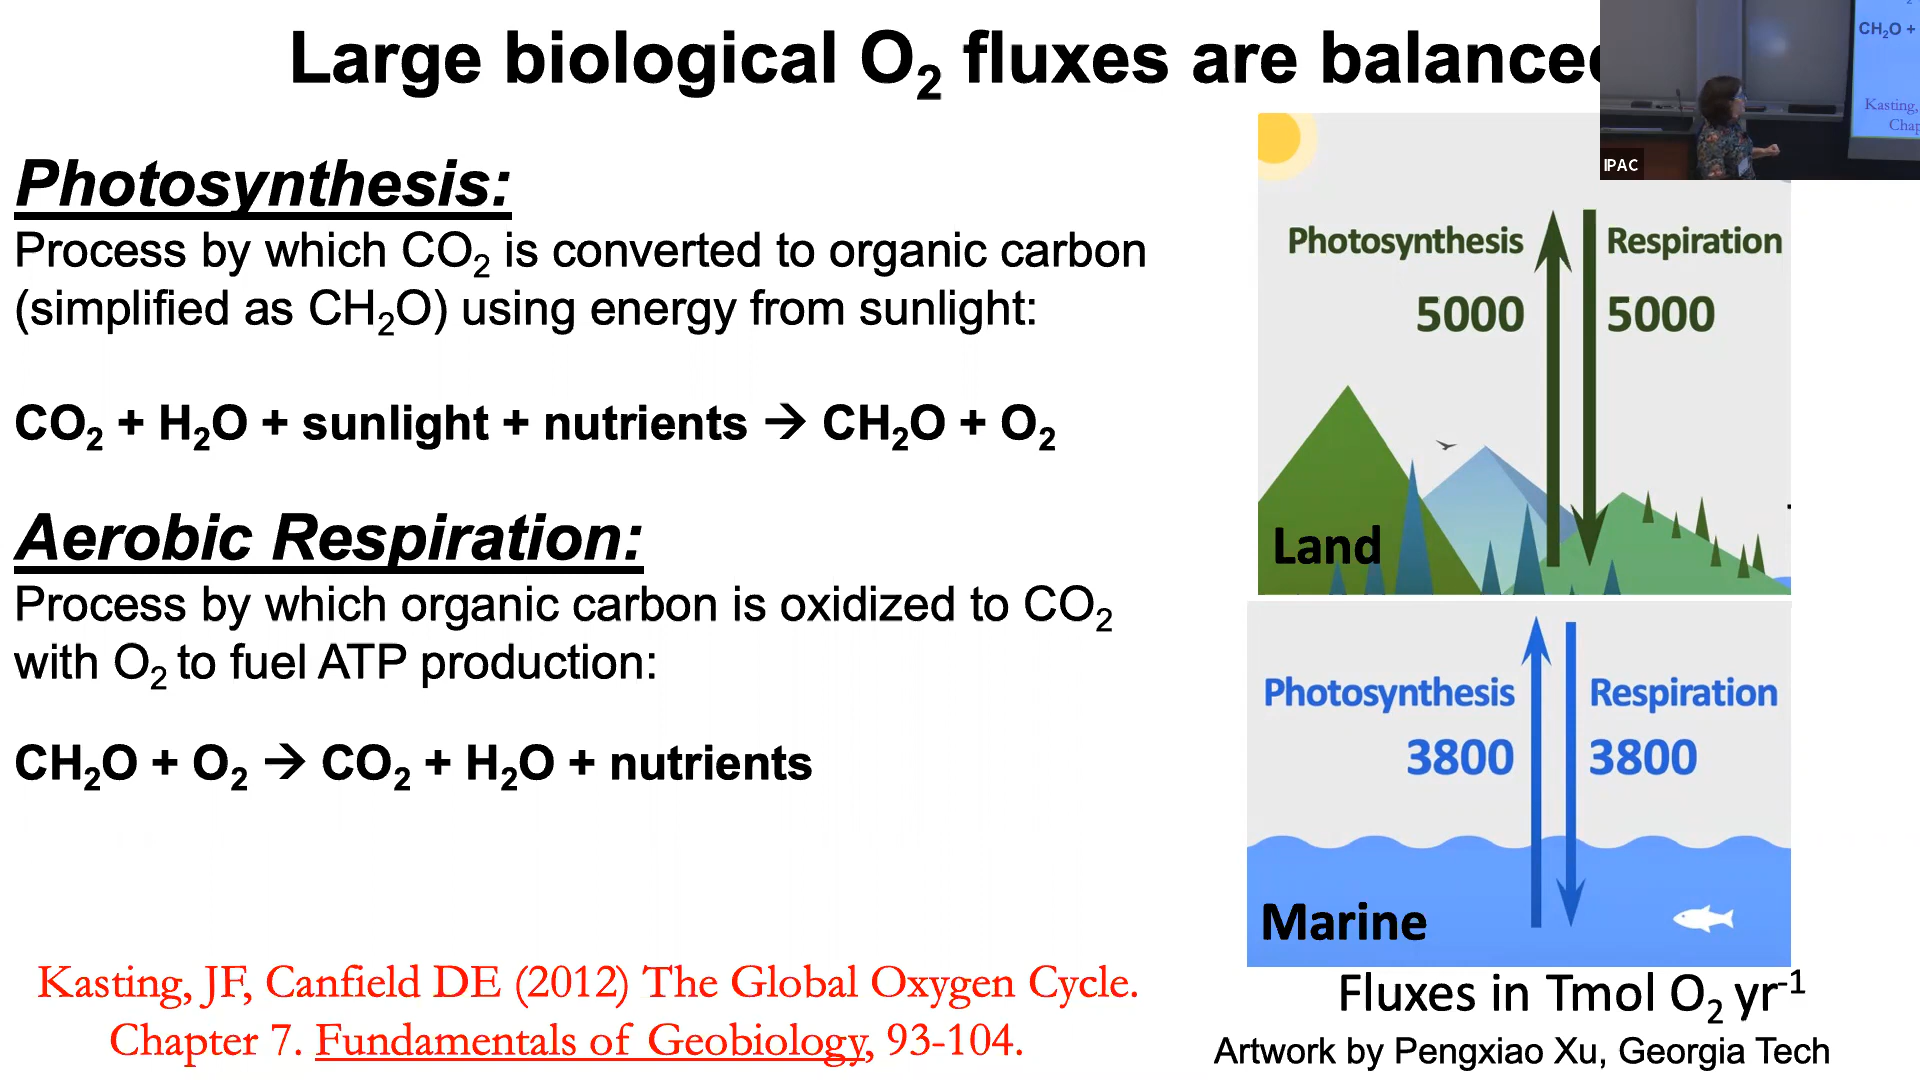 Large biological O₂ fluxes are balanced
CH₂O +
Kasting,
Chap
IPAC
Photosynthesis:
Process by which CO₂ is converted to organic carbon
(simplified as CH₂O) using energy from sunlight:
CO₂ + H₂O + sunlight + nutrients → CH₂O + O₂
Aerobic Respiration:
Process by which organic carbon is oxidized to CO₂
with O₂ to fuel ATP production:
CH₂O + O₂ → CO₂ + H₂O + nutrients
Kasting, JF, Canfield DE (2012) The Global Oxygen Cycle.
Chapter 7. Fundamentals of Geobiology, 93-104.
Photosynthesis
5000
Respiration
5000
Land
Photosynthesis
3800
Respiration
3800
Marine
Fluxes in Tmol O₂ yr⁻¹
Artwork by Pengxiao Xu, Georgia Tech